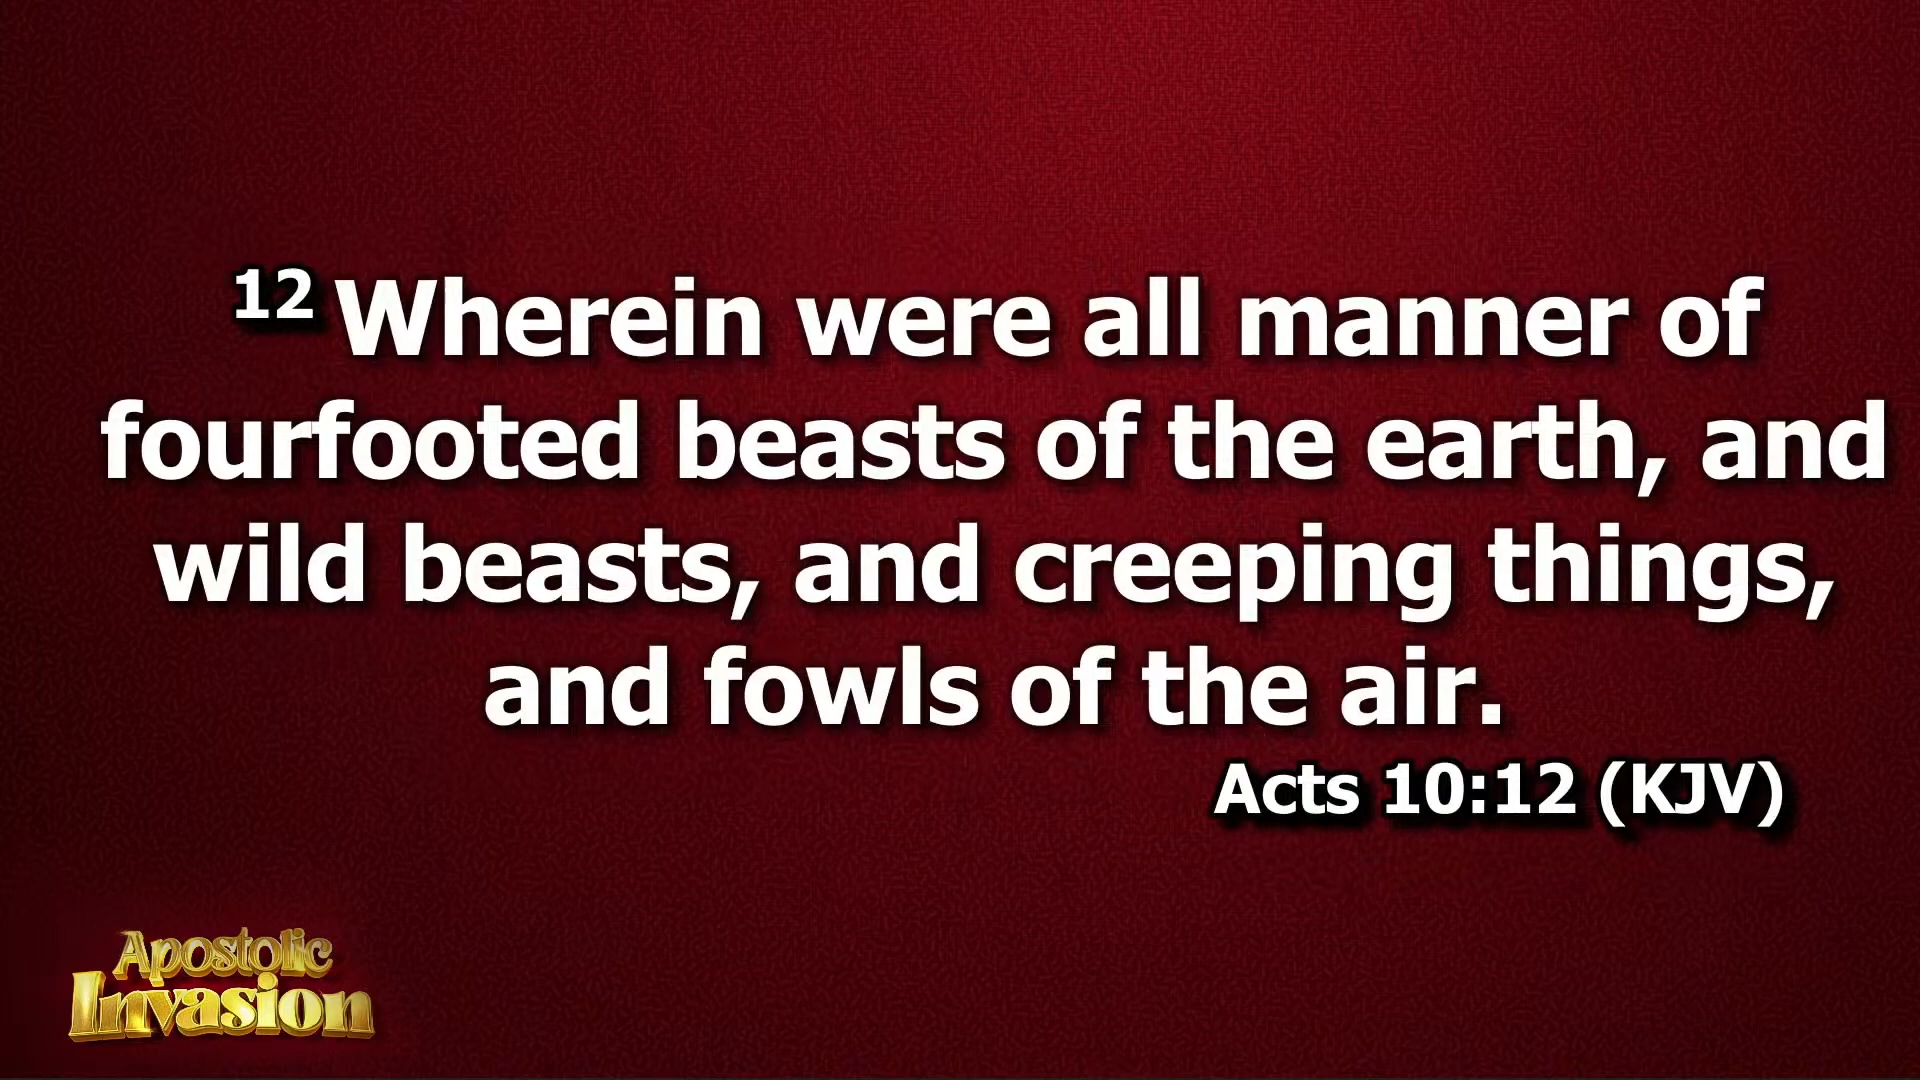 12 Wherein were all manner of
fourfooted beasts of the earth, and
wild beasts, and creeping things,
and fowls of the air.
Acts 10:12 (KJV)
Apostolic
Invasion